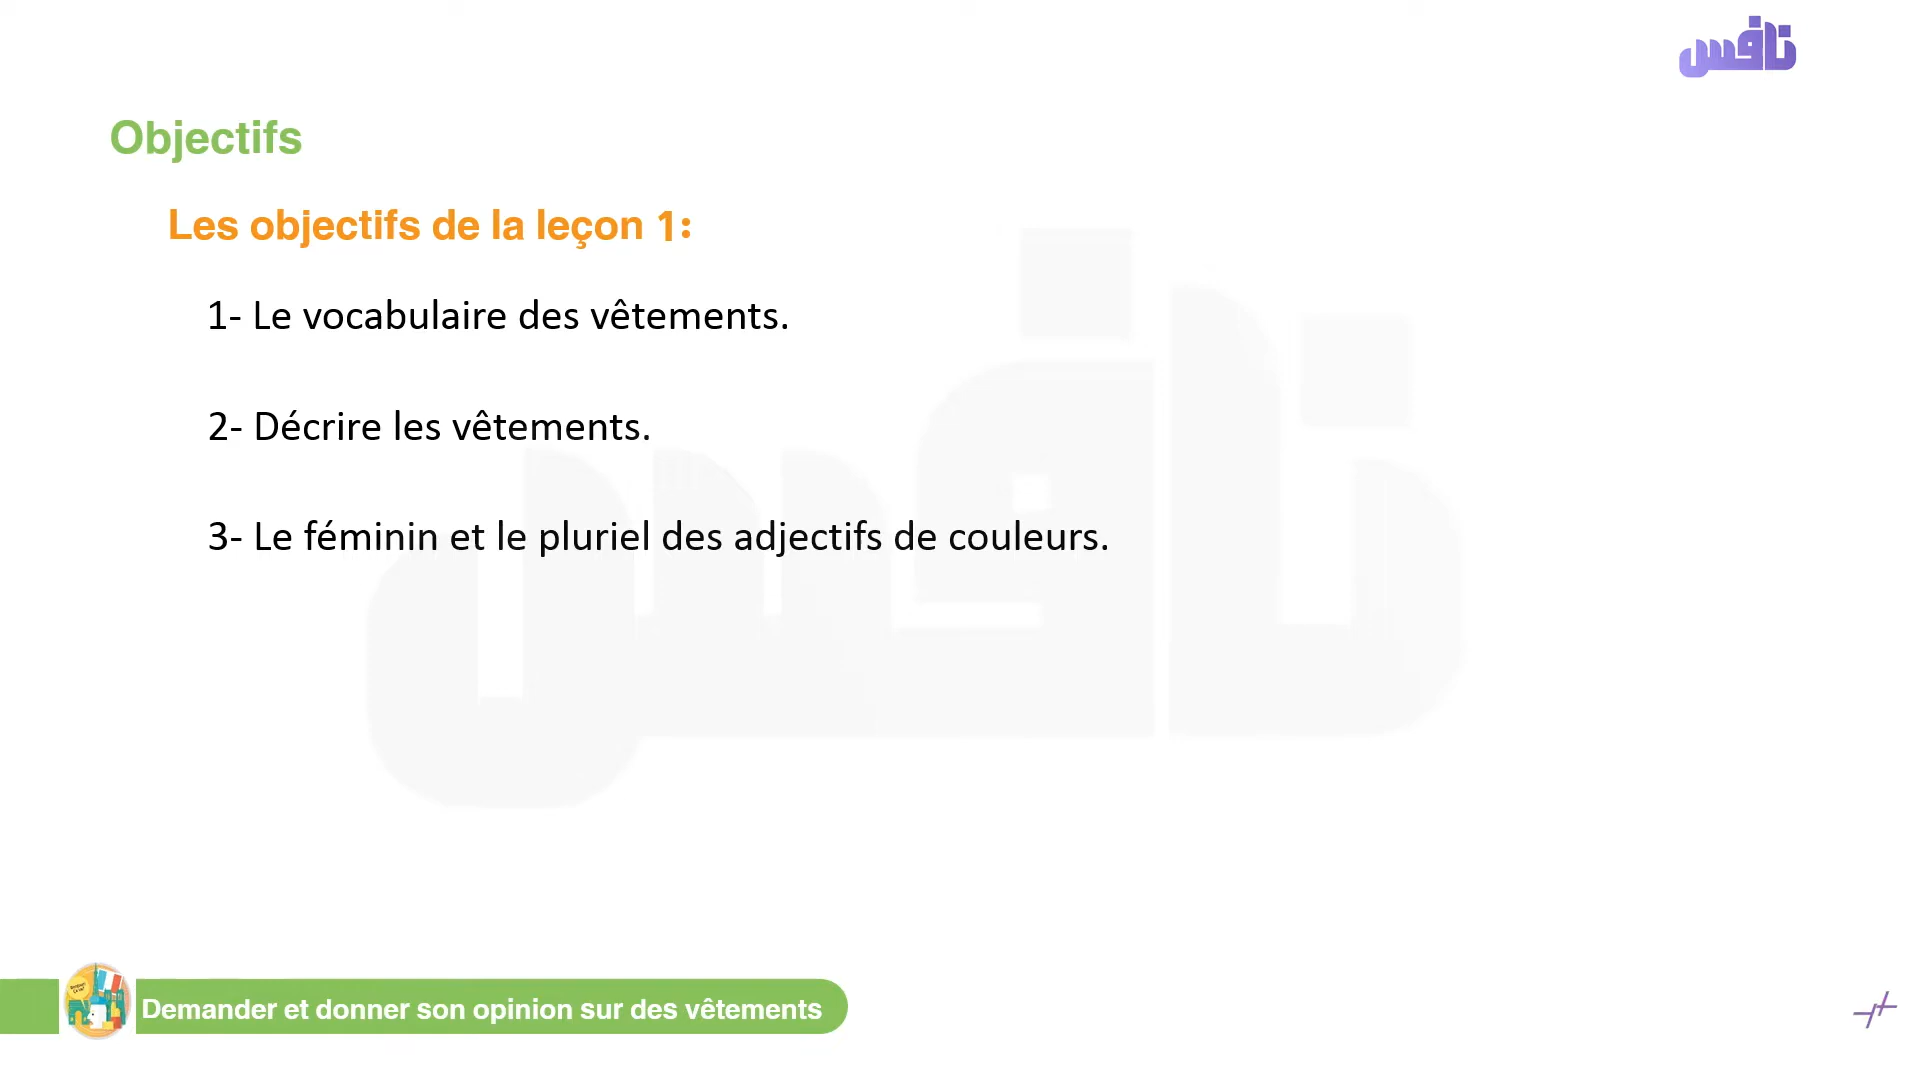 نافس
Objectifs
Les objectifs de la leçon 1:
1- Le vocabulaire des vêtements.
2- Décrire les vêtements.
3- Le féminin et le pluriel des adjectifs de couleurs.
نافس
Demander et donner son opinion sur des vêtements